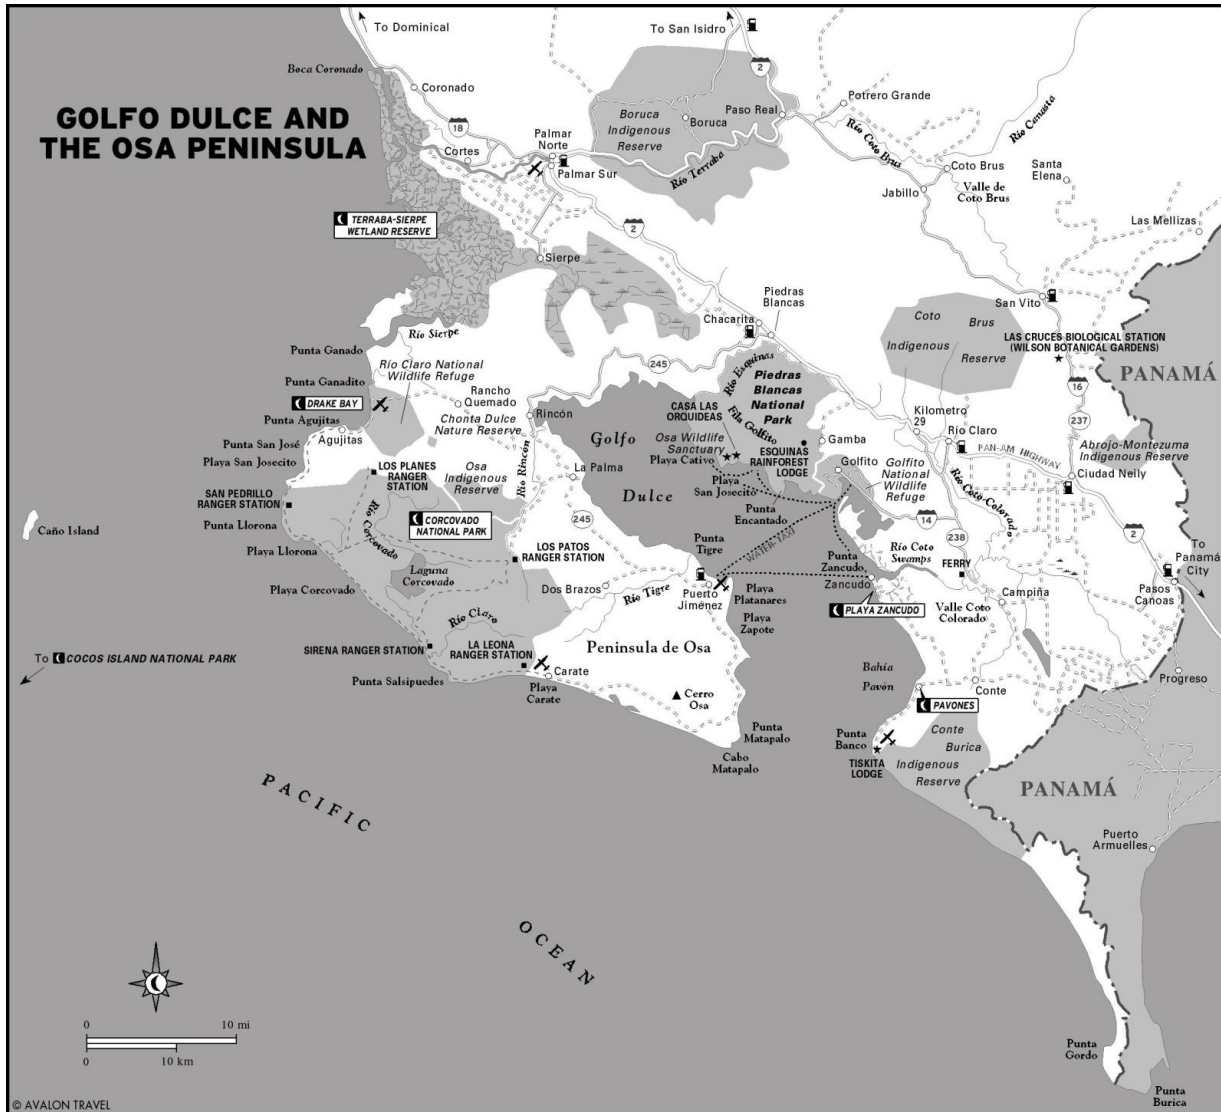 GOLFO DULCE AND
THE OSA PENINSULA
To Dominical
To San Isidro
2
Boca Coronado
Coronado
18
Cortes
Palmar
Norte
Palmar Sur
Boruca
Indigenous
Reserve
Boruca
Paso Real
Potrero Grande
Río Terraba
Río Coto Brus
Río Canasta
Coto Brus
Jabillo
Valle de
Coto Brus
Santa
Elena
Las Mellizas
TERRABA-SIERPE
WETLAND RESERVE
2
Sierpe
Piedras
Blancas
Chacarita
San Vito
Coto Brus
Indigenous Reserve
LAS CRUCES BIOLOGICAL STATION
(WILSON BOTANICAL GARDENS)
PANAMÁ
16
237
Río Sierpe
Punta Ganado
Punta Ganadito
Río Claro National
Wildlife Refuge
DRAKE BAY
Rancho
Quemado
Chonta Dulce
Nature Reserve
245
Rincón
Río Rincón
Punta Agujitas
Agujitas
Punta San José
Playa San Josecito
Golfo
Dulce
Río Esquinas
Piedras
Blancas
National
Park
Fila Golfito
CASA LAS
ORQUIDEAS
Osa Wildlife
Sanctuary
Playa Cativo
ESQUINAS
RAINFOREST
LODGE
Gamba
Kilometro
29
Río Claro
PAN-AM HIGHWAY
Abrojo-Montezuma
Indigenous Reserve
Ciudad Neily
Golfito
Golfito
National
Wildlife
Refuge
Río Coto-Colorado
LOS PLANES
RANGER
STATION
Osa
Indigenous
Reserve
La Palma
Playa
San Josecito
Punta
Encantado
SAN PEDRILLO
RANGER STATION
Punta Llorona
Río
Corcovado
CORCOVADO
NATIONAL PARK
245
14
238
2
Caño Island
Playa Llorona
LOS PATOS
RANGER STATION
Punta
Tigre
WATER-TAXI
Río Coto
Swamps
FERRY
Punta
Zancudo
Zancudo
To
Panamá
City
Pasos
Canoas
Laguna
Corcovado
Playa Corcovado
Dos Brazos
Río Tigre
Puerto
Jiménez
Playa
Platanares
Playa
Zapote
PLAYA ZANCUDO
Valle Coto
Colorado
Campiña
Río Claro
SIRENA RANGER STATION
LA LEONA
RANGER
STATION
Peninsula de Osa
To COCOS ISLAND NATIONAL PARK
Punta Salsipuedes
Carate
Playa
Carate
Cerro
Osa
Bahía
Pavón
Conte
PAVONES
Progreso
Punta
Matapalo
Cabo
Matapalo
Punta
Banco
TISKITA
LODGE
Conte
Burica
Indigenous
Reserve
PANAMÁ
Puerto
Armuelles
PACIFIC
OCEAN
0 10 mi
0 10 km
Punta
Gordo
Punta
Burica
© AVALON TRAVEL